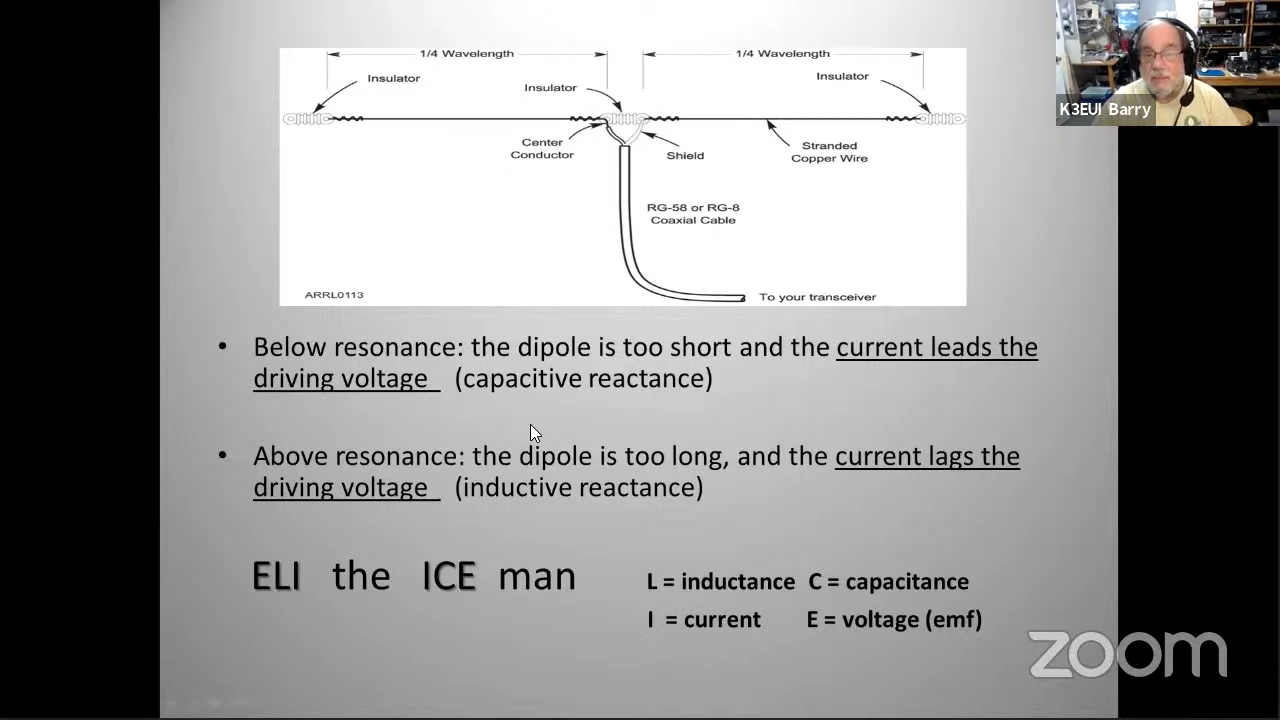 1/4 Wavelength 1/4 Wavelength
Insulator Insulator Insulator
Center
Conductor
Shield
Stranded
Copper Wire
RG-58 or RG-8
Coaxial Cable
ARRL0113
To your transceiver
K3EUI Barry
• Below resonance: the dipole is too short and the current leads the
driving voltage (capacitive reactance)
• Above resonance: the dipole is too long, and the current lags the
driving voltage (inductive reactance)
ELI the ICE man
L = inductance C = capacitance
I = current E = voltage (emf)
zoom